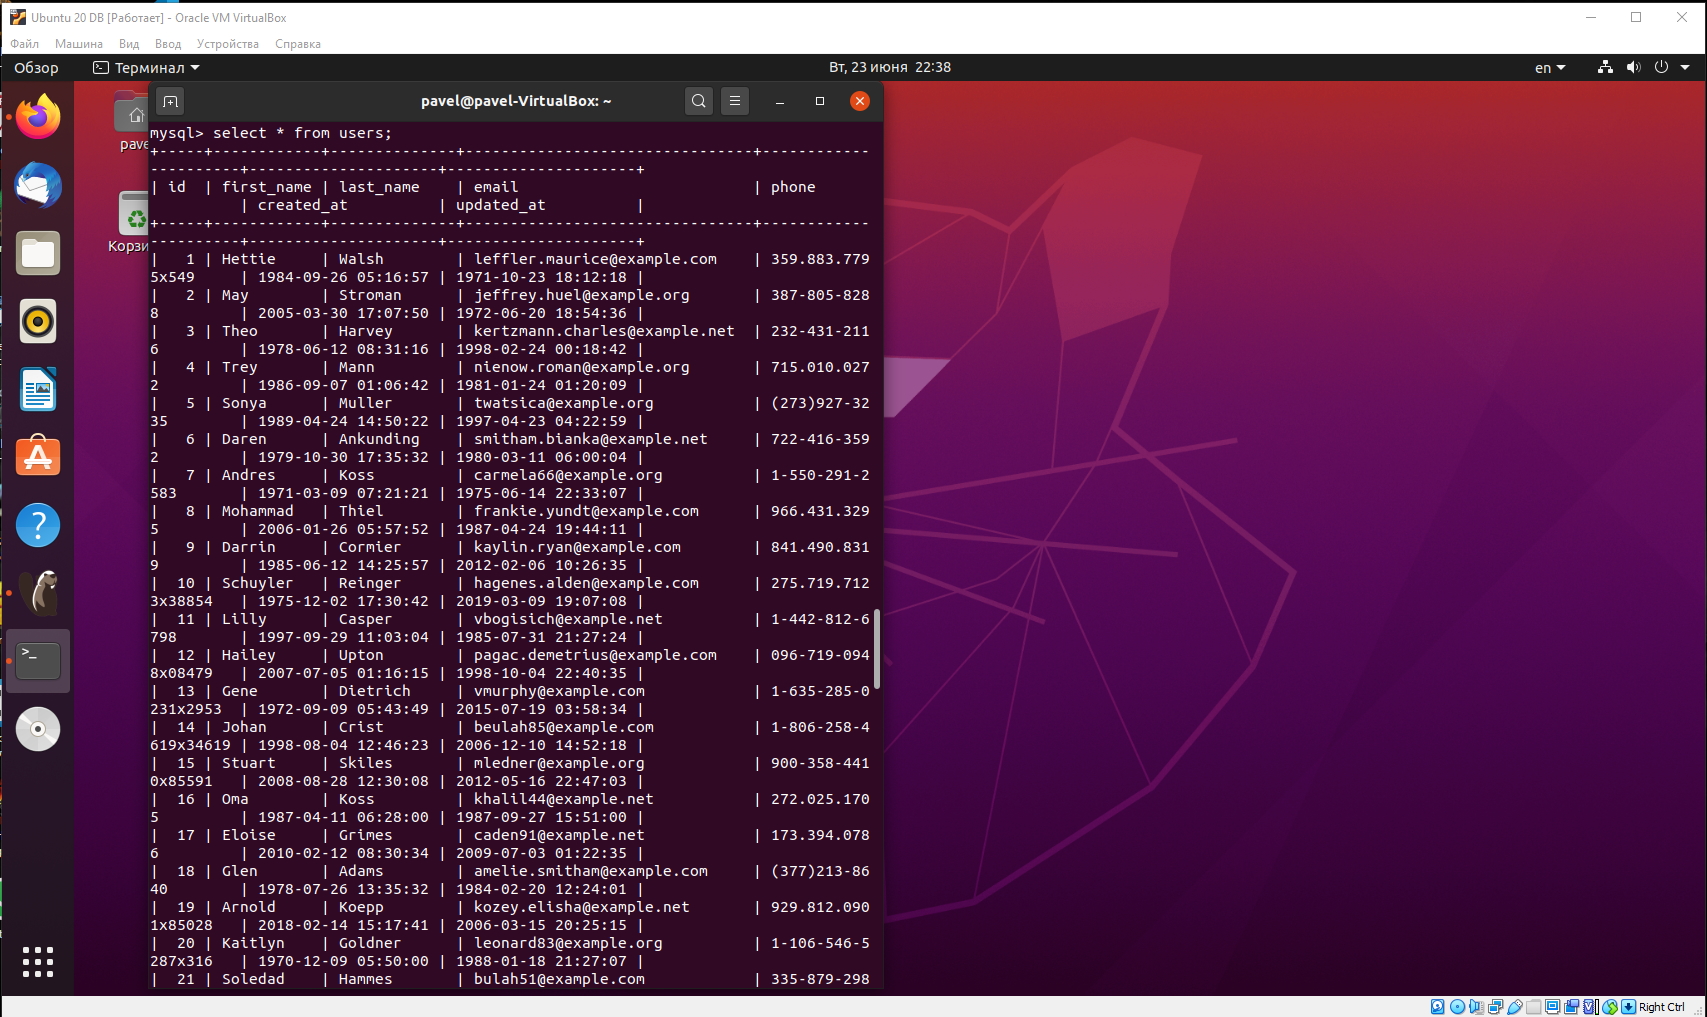 Ubuntu 20 DB [Работает] - Oracle VM VirtualBox
Файл Машина Вид Ввод Устройства Справка
Обзор Терминал Вт, 23 июня 22:38 en
pavel@pavel-VirtualBox: ~
pave
Корзи
mysql> select * from users;
+-----+------------+--------------+--------------------------------+------------
----------+---------------------+---------------------+
| id  | first_name | last_name    | email                          | phone
          | created_at          | updated_at          |
+-----+------------+--------------+--------------------------------+------------
----------+---------------------+---------------------+
|   1 | Hettie     | Walsh        | leffler.maurice@example.com    | 359.883.779
5x549     | 1984-09-26 05:16:57 | 1971-10-23 18:12:18 |
|   2 | May        | Stroman      | jeffrey.huel@example.org       | 387-805-828
8         | 2005-03-30 17:07:50 | 1972-06-20 18:54:36 |
|   3 | Theo       | Harvey       | kertzmann.charles@example.net  | 232-431-211
6         | 1978-06-12 08:31:16 | 1998-02-24 00:18:42 |
|   4 | Trey       | Mann         | nienow.roman@example.org       | 715.010.027
2         | 1986-09-07 01:06:42 | 1981-01-24 01:20:09 |
|   5 | Sonya      | Muller       | twatsica@example.org           | (273)927-32
35        | 1989-04-24 14:50:22 | 1997-04-23 04:22:59 |
|   6 | Daren      | Ankunding    | smitham.bianka@example.net     | 722-416-359
2         | 1979-10-30 17:35:32 | 1980-03-11 06:00:04 |
|   7 | Andres     | Koss         | carmela66@example.org          | 1-550-291-2
583       | 1971-03-09 07:21:21 | 1975-06-14 22:33:07 |
|   8 | Mohammad   | Thiel        | frankie.yundt@example.com      | 966.431.329
5         | 2006-01-26 05:57:52 | 1987-04-24 19:44:11 |
|   9 | Darrin     | Cormier      | kaylin.ryan@example.com        | 841.490.831
9         | 1985-06-12 14:25:57 | 2012-02-06 10:26:35 |
|  10 | Schuyler   | Reinger      | hagenes.alden@example.com      | 275.719.712
3x38854   | 1975-12-02 17:30:42 | 2019-03-09 19:07:08 |
|  11 | Lilly      | Casper       | vbogisich@example.net          | 1-442-812-6
798       | 1997-09-29 11:03:04 | 1985-07-31 21:27:24 |
|  12 | Hailey     | Upton        | pagac.demetrius@example.com    | 096-719-094
8x08479   | 2007-07-05 01:16:15 | 1998-10-04 22:40:35 |
|  13 | Gene       | Dietrich     | vmurphy@example.com            | 1-635-285-0
231x2953  | 1972-09-09 05:43:49 | 2015-07-19 03:58:34 |
|  14 | Johan      | Crist        | beulah85@example.com           | 1-806-258-4
619x34619 | 1998-08-04 12:46:23 | 2006-12-10 14:52:18 |
|  15 | Stuart     | Skiles       | mledner@example.org            | 900-358-441
0x85591   | 2008-08-28 12:30:08 | 2012-05-16 22:47:03 |
|  16 | Oma        | Koss         | khalil44@example.net           | 272.025.170
5         | 1987-04-11 06:28:00 | 1987-09-27 15:51:00 |
|  17 | Eloise     | Grimes       | caden91@example.net            | 173.394.078
6         | 2010-02-12 08:30:34 | 2009-07-03 01:22:35 |
|  18 | Glen       | Adams        | amelie.smitham@example.com     | (377)213-86
40        | 1978-07-26 13:35:32 | 1984-02-20 12:24:01 |
|  19 | Arnold     | Koepp        | kozey.elisha@example.net       | 929.812.090
1x85028   | 2018-02-14 15:17:41 | 2006-03-15 20:25:15 |
|  20 | Kaitlyn    | Goldner      | leonard83@example.org          | 1-106-546-5
287x316   | 1970-12-09 05:50:00 | 1988-01-18 21:27:07 |
|  21 | Soledad    | Hammes       | bulah51@example.com            | 335-879-298
Right Ctrl